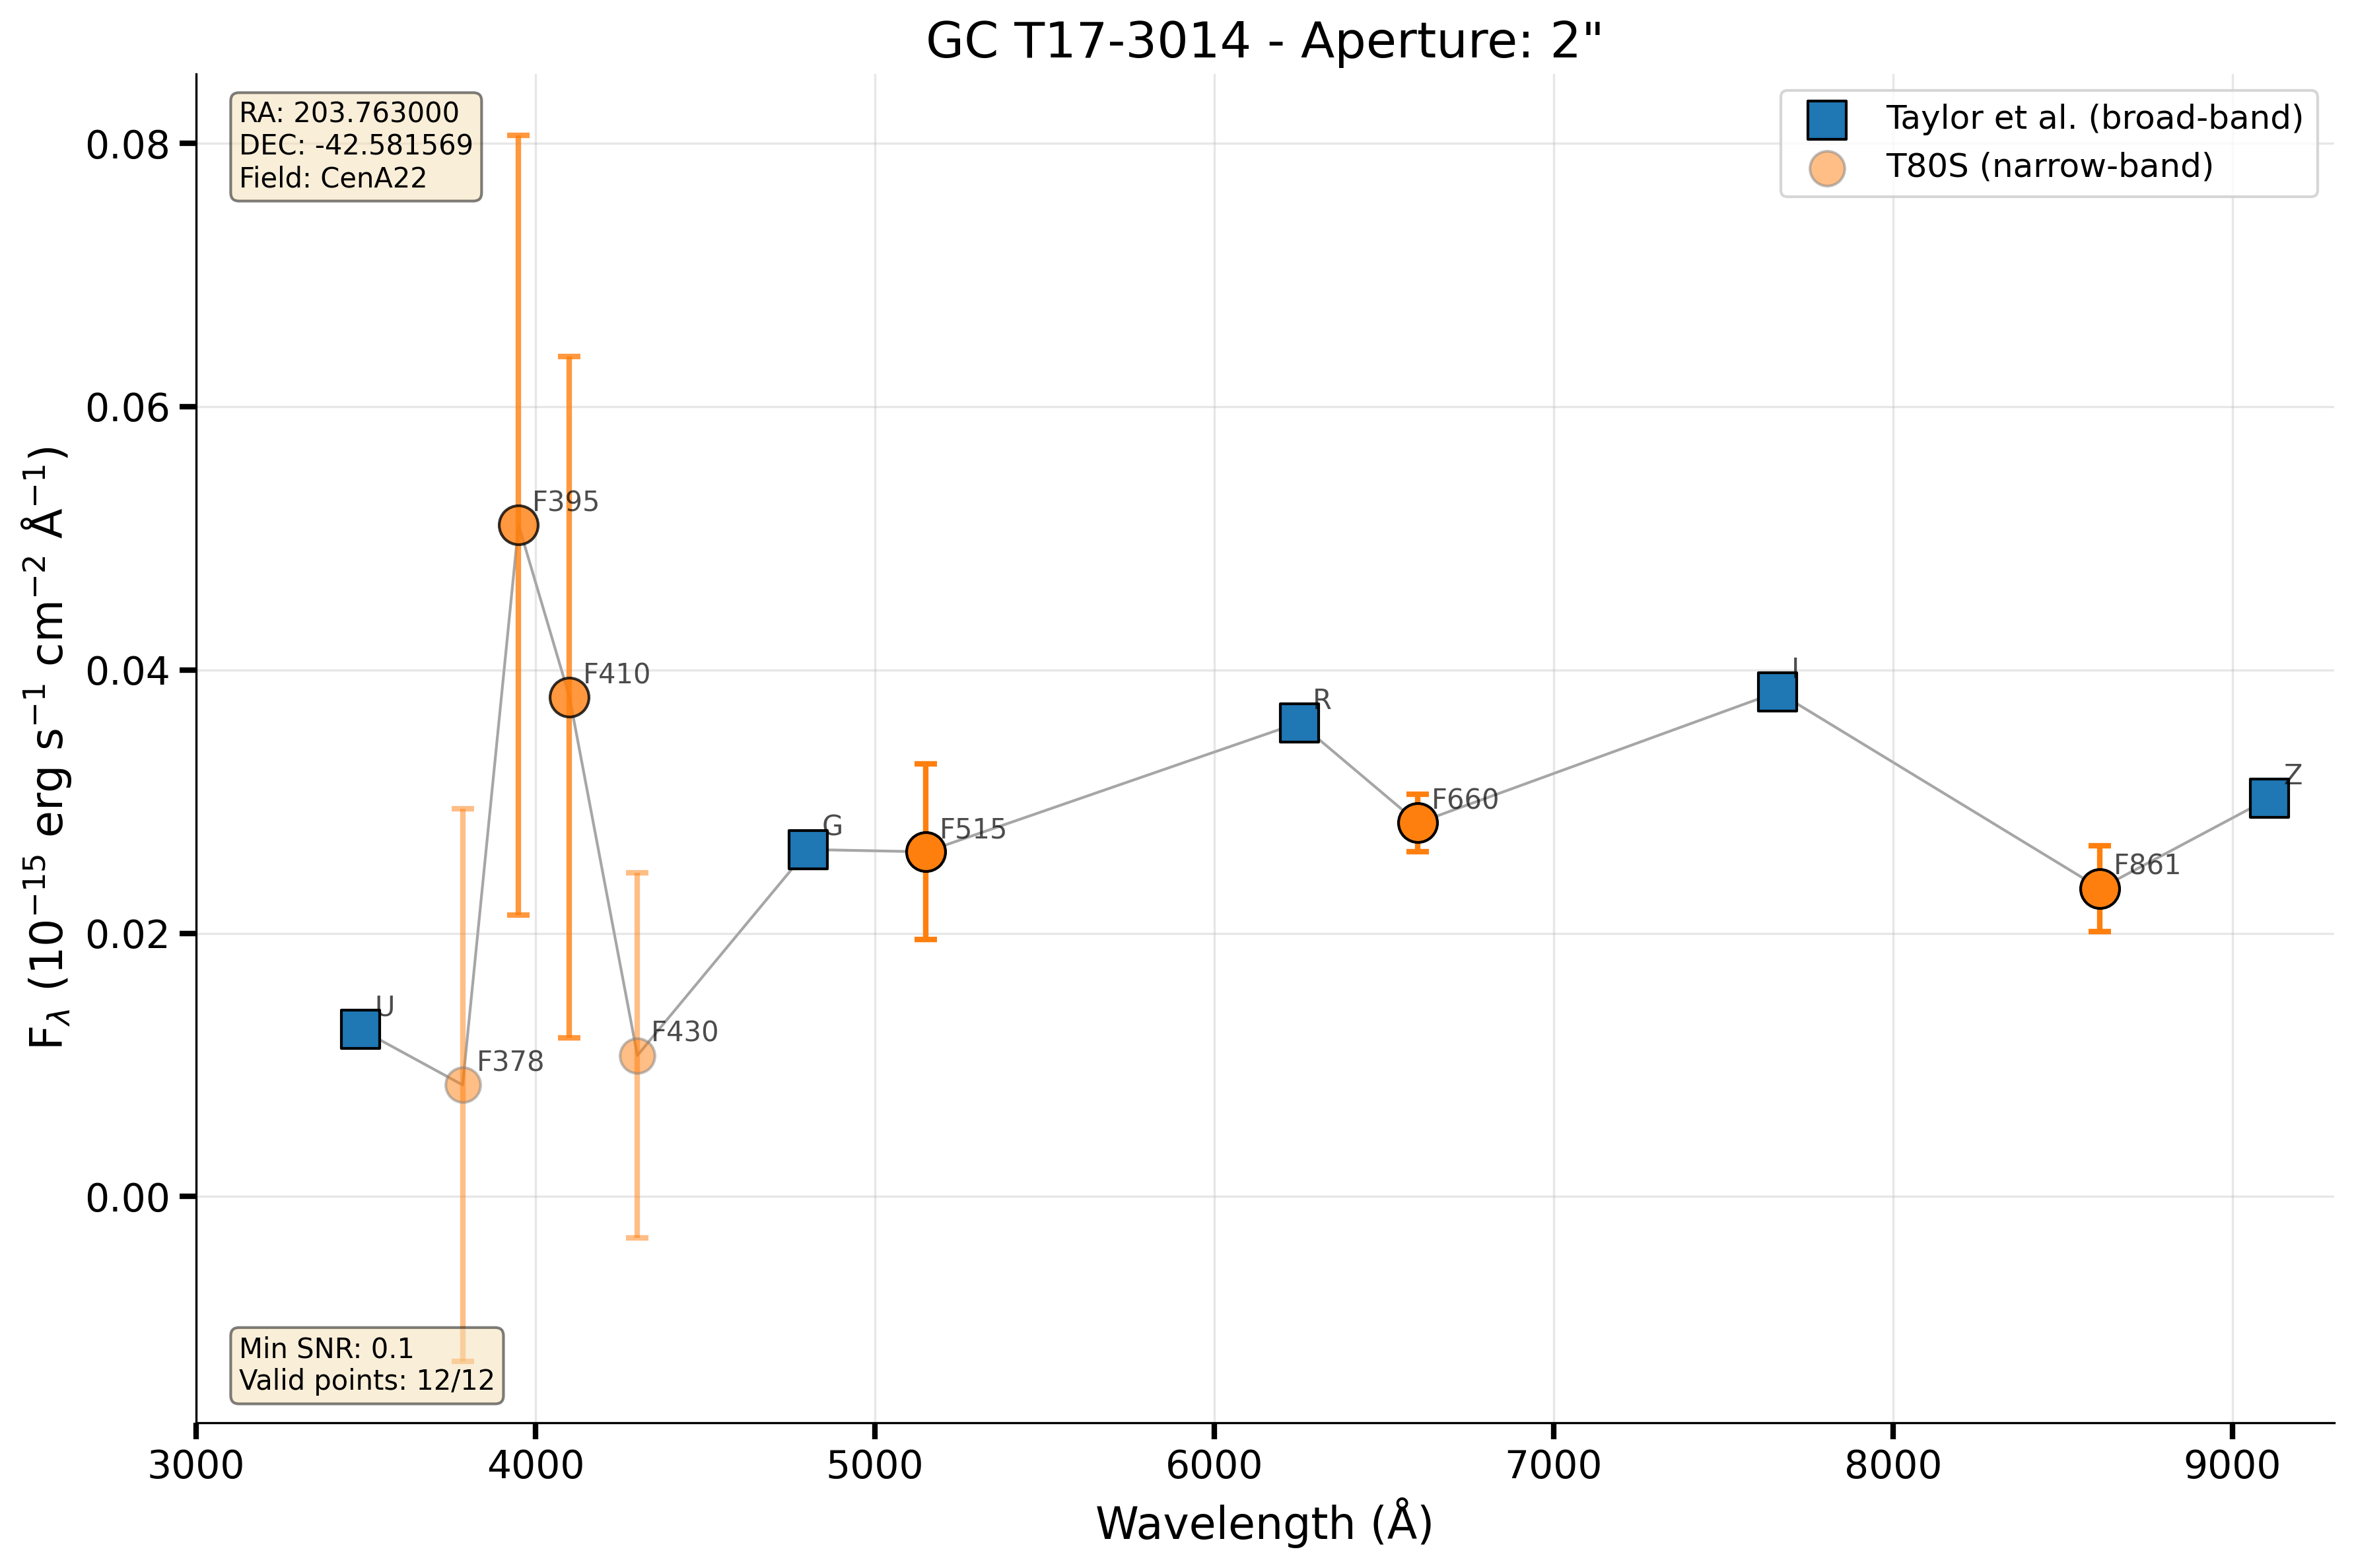 GC T17-3014 - Aperture: 2"
RA: 203.763000
DEC: -42.581569
Field: CenA22
Taylor et al. (broad-band)
T80S (narrow-band)
0.08
0.06
0.04
0.02
0.00
F395
F410
R
I
F660
Z
G
F515
F861
U
F378
F430
Min SNR: 0.1
Valid points: 12/12
3000 4000 5000 6000 7000 8000 9000
Wavelength (Å)
Fλ (10⁻¹⁵ erg s⁻¹ cm⁻² Å⁻¹)